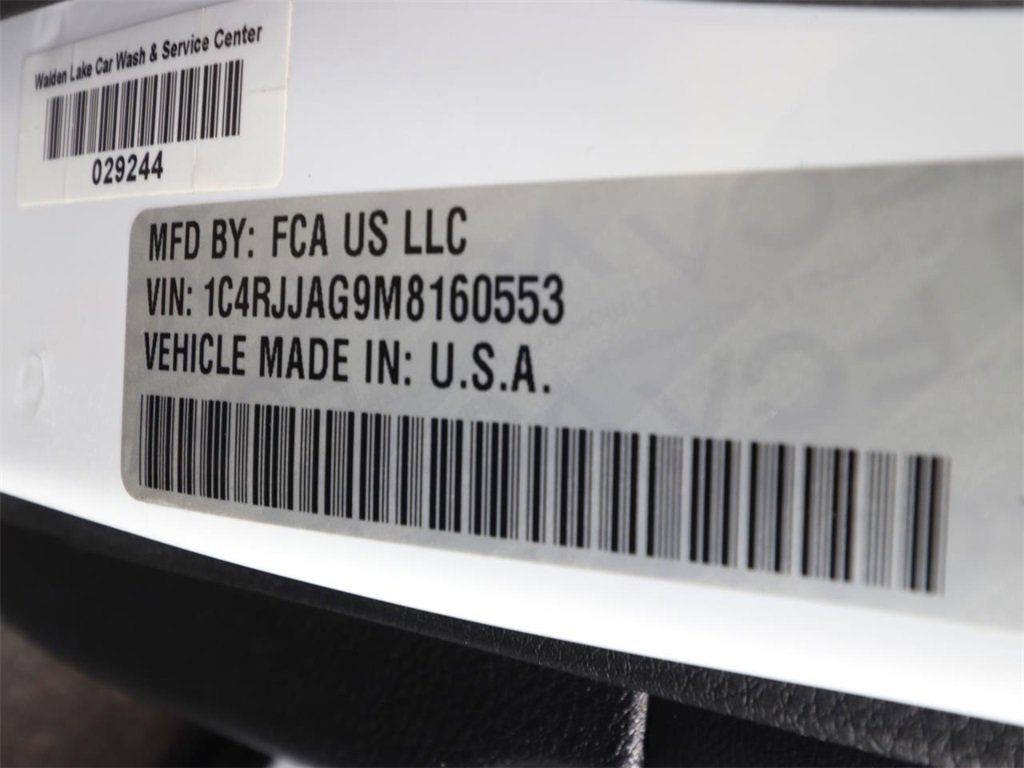 Walden Lake Car Wash & Service Center
029244
MFD BY: FCA US LLC
VIN: 1C4RJJAG9M8160553
VEHICLE MADE IN: U.S.A.